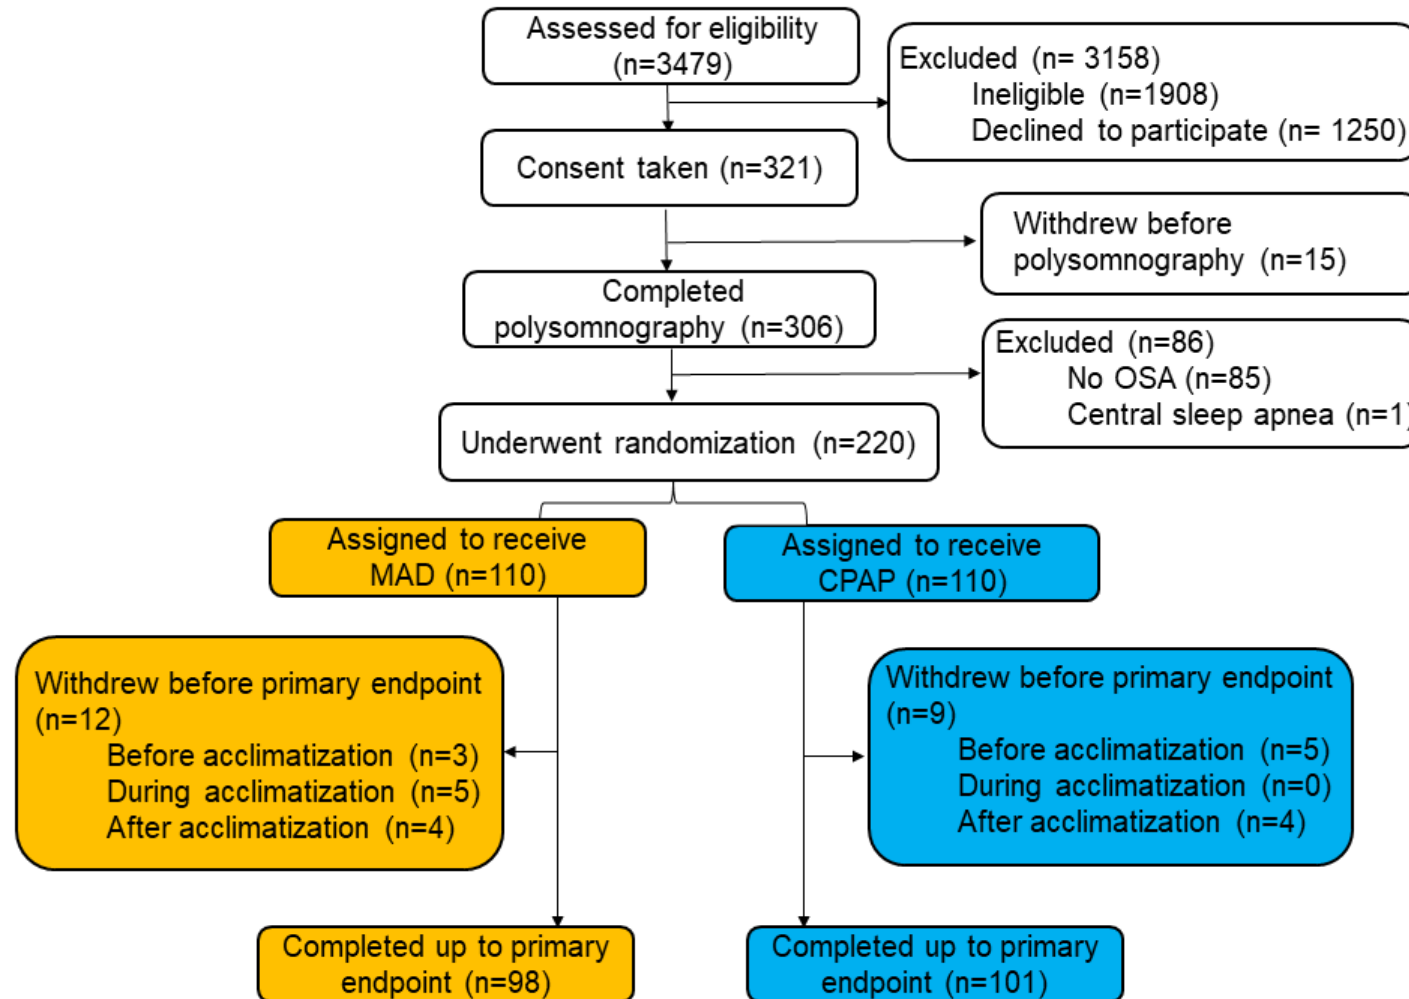 Assessed for eligibility
(n=3479)
Excluded (n= 3158)
Ineligible (n=1908)
Declined to participate (n= 1250)
Consent taken (n=321)
Withdrew before
polysomnography (n=15)
Completed
polysomnography (n=306)
Excluded (n=86)
No OSA (n=85)
Central sleep apnea (n=1)
Underwent randomization (n=220)
Assigned to receive
MAD (n=110)
Assigned to receive
CPAP (n=110)
Withdrew before primary endpoint
(n=12)
Before acclimatization (n=3)
During acclimatization (n=5)
After acclimatization (n=4)
Withdrew before primary endpoint
(n=9)
Before acclimatization (n=5)
During acclimatization (n=0)
After acclimatization (n=4)
Completed up to primary
endpoint (n=98)
Completed up to primary
endpoint (n=101)